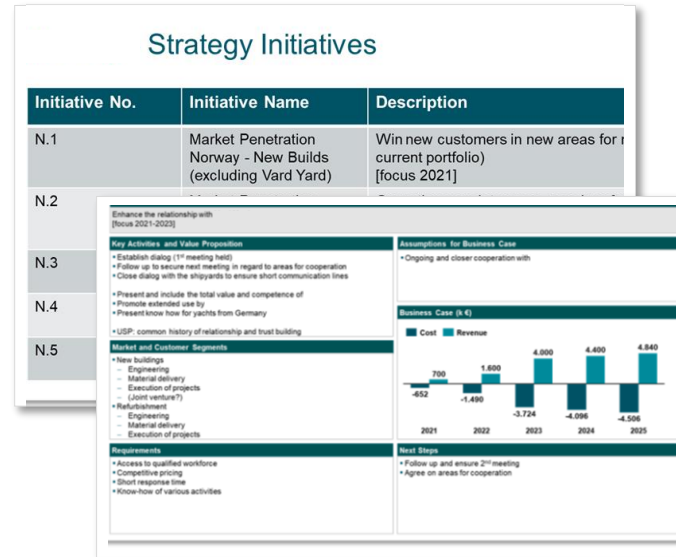 Strategy Initiatives
Initiative No. Initiative Name Description
N.1 Market Penetration Win new customers in new areas for
Norway - New Builds current portfolio)
(excluding Vard Yard) [focus 2021]
N.2
N.3
N.4
N.5
Enhance the relationship with
[focus 2021-2023]
Key Activities and Value Proposition
• Establish dialog (1st meeting held)
• Follow up to secure next meeting in regard to areas for cooperation
• Close dialog with the shipyards to ensure short communication lines
• Present and include the total value and competence of
• Promote extended use by
• Present know how for yachts from Germany
• USP: common history of relationship and trust building
Market and Customer Segments
• New buildings
– Engineering
– Material delivery
– Execution of projects
– (Joint venture?)
• Refurbishment
– Engineering
– Material delivery
– Execution of projects
Requirements
• Access to qualified workforce
• Competitive pricing
• Short response time
• Know-how of various activities
Assumptions for Business Case
• Ongoing and closer cooperation with
Business Case (k €)
Cost Revenue
700 1.600 4.000 4.400 4.840
-652 -1.490 -3.724 -4.096 -4.506
2021 2022 2023 2024 2025
Next Steps
• Follow up and ensure 2nd meeting
• Agree on areas for cooperation